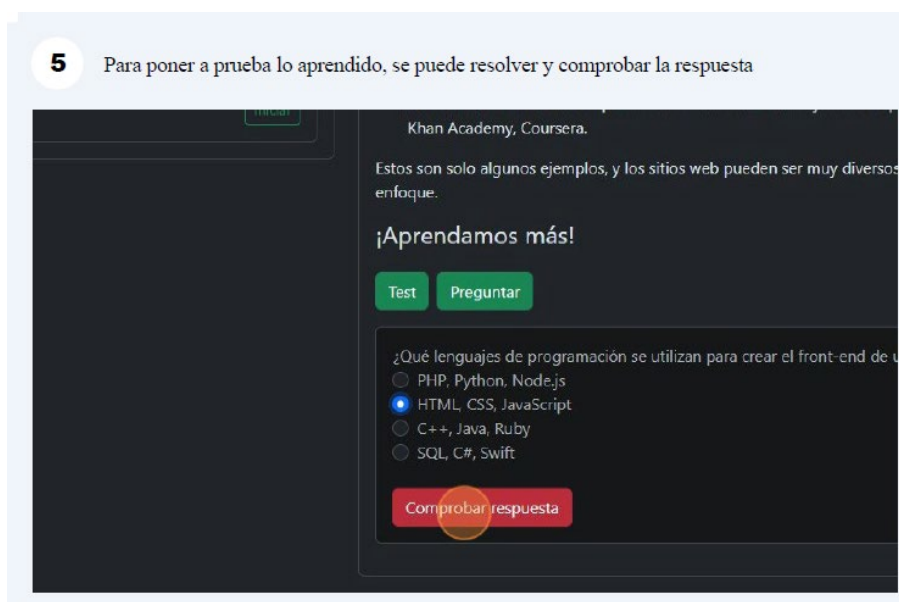 5
Para poner a prueba lo aprendido, se puede resolver y comprobar la respuesta
Iniciar
Khan Academy, Coursera.
Estos son solo algunos ejemplos, y los sitios web pueden ser muy diversos
enfoque.
¡Aprendamos más!
Test Preguntar
¿Qué lenguajes de programación se utilizan para crear el front-end de
PHP, Python, Node.js
HTML, CSS, JavaScript
C++, Java, Ruby
SQL, C#, Swift
Comprobar respuesta